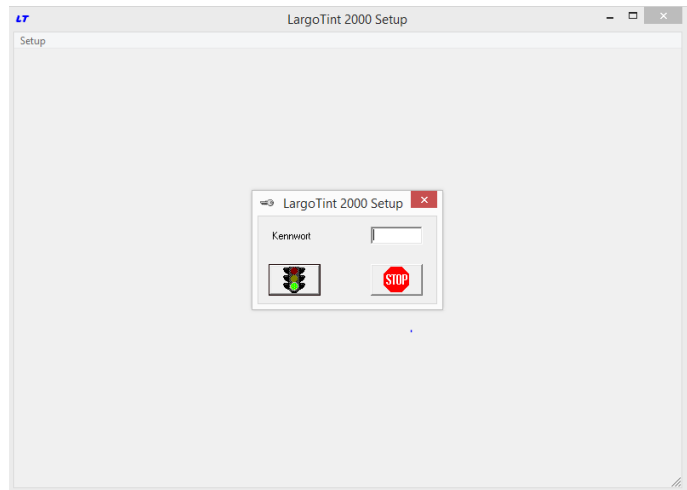 LT LargoTint 2000 Setup
Setup
LargoTint 2000 Setup
Kennwort
STOP